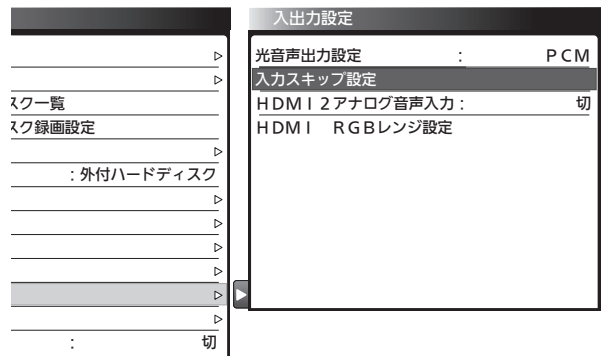 ▷
▷
スク一覧
スク録画設定
▷
：外付ハードディスク
▷
▷
▷
▷
▷
▷
：　切
入出力設定
光音声出力設定　：　ＰＣＭ
入力スキップ設定
ＨＤＭＩ２アナログ音声入力：　切
ＨＤＭＩ　ＲＧＢレンジ設定